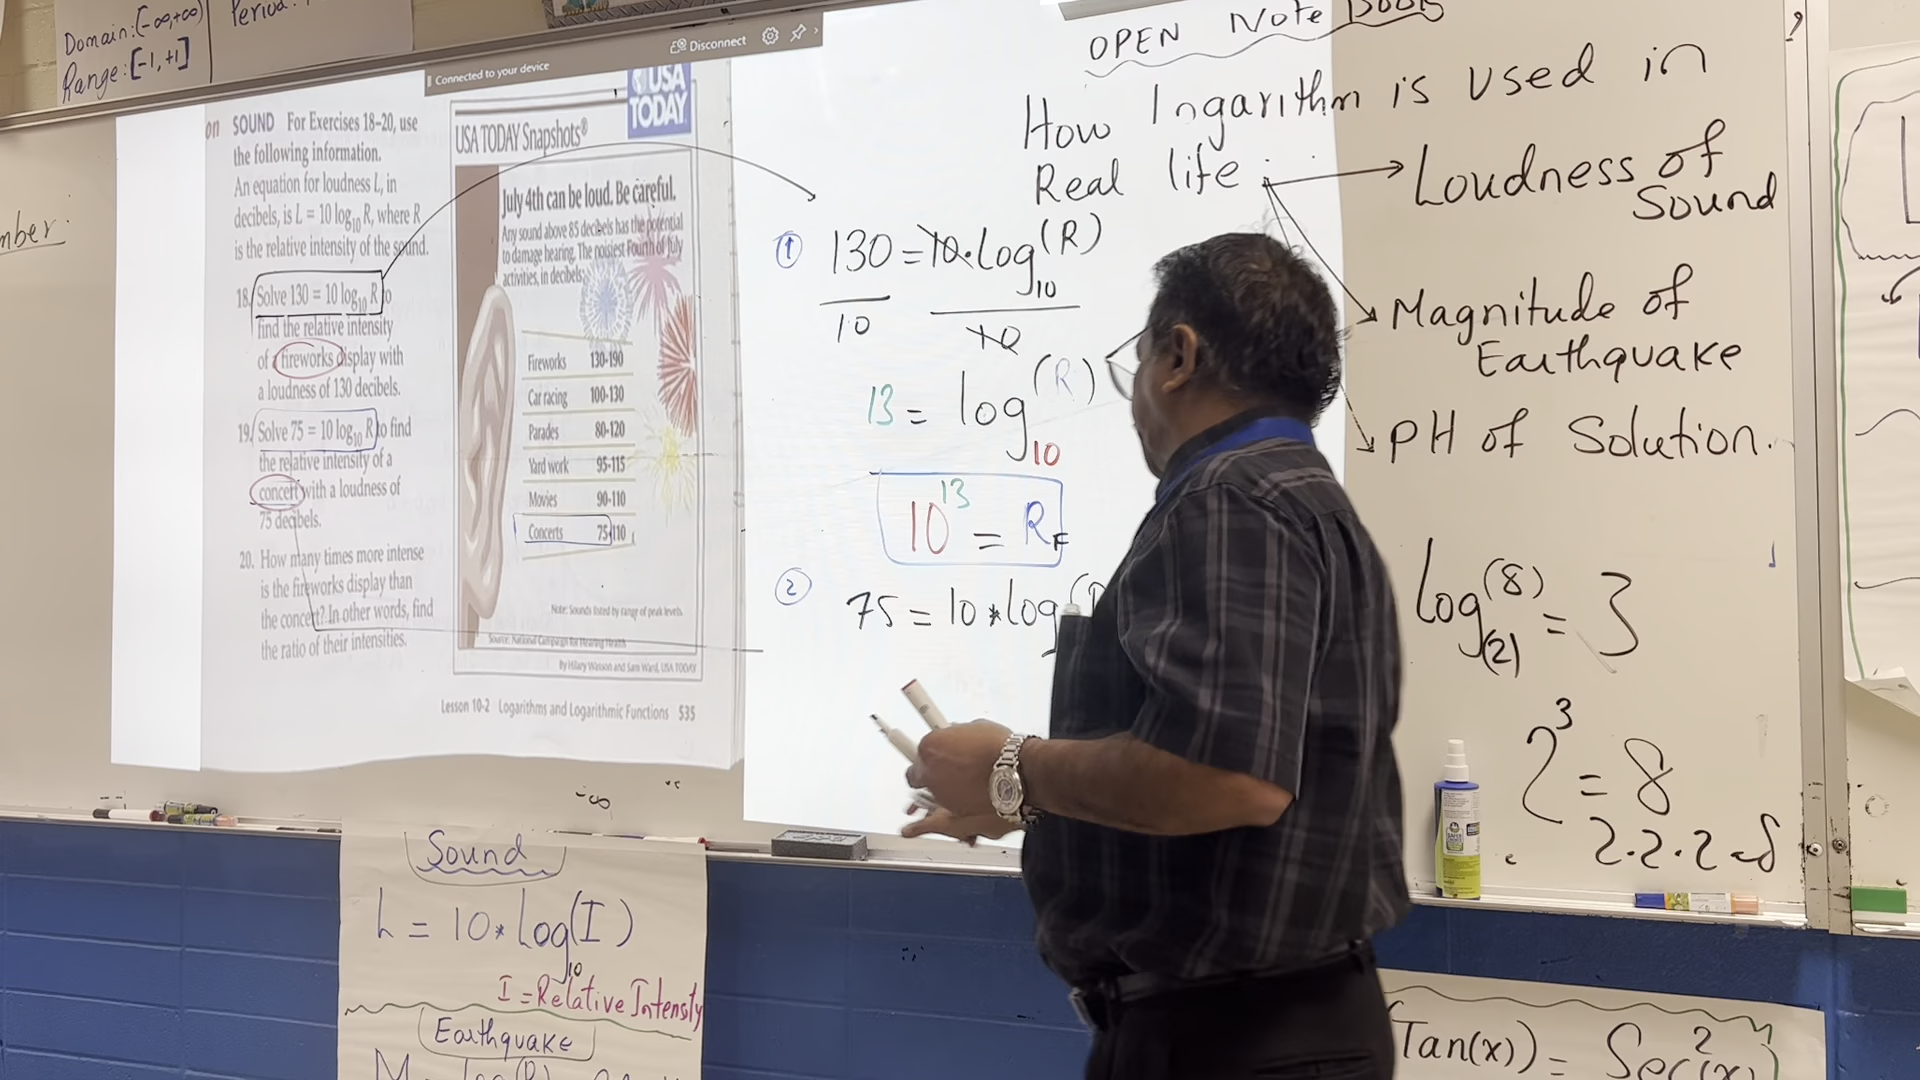 Domain: [-∞,+∞)
Range: [-1,+1]
Period:
Disconnect
Connected to your device
on SOUND For Exercises 18–20, use
the following information.
An equation for loudness L, in
decibels, is L = 10 log10 R, where R
is the relative intensity of the sound.
18. Solve 130 = 10 log10 R to
find the relative intensity
of a fireworks display with
a loudness of 130 decibels.
19. Solve 75 = 10 log10 R to find
the relative intensity of a
concert with a loudness of
75 decibels.
20. How many times more intense
is the fireworks display than
the concert? In other words, find
the ratio of their intensities.
USA
TODAY
USA TODAY Snapshots®
July 4th can be loud. Be careful.
Any sound above 85 decibels has the potential
to damage hearing. The noisiest Fourth of July
activities, in decibels:
Fireworks 130-190
Car racing 100-130
Parades 80-120
Yard work 95-115
Movies 90-110
Concerts 75-110
Note: Sounds listed by range of peak levels.
Source: National Campaign for Hearing Health
By Hilary Wasson and Sam Ward, USA TODAY
Lesson 10-2 Logarithms and Logarithmic Functions 535
OPEN Note Book
How logarithm is used in
Real life
Loudness of
Sound
Magnitude of
Earthquake
PH of Solution.
1 130 = 10·log10(R)
10 10
13 = log10(R)
10^13 = RF
2 75 = 10*log(
log(2)(8) = 3
2^3 = 8
2·2·2=8
mber:
-∞
Sound
L = 10*log10(I)
I = Relative Intensity
Earthquake
Tan(x)) = Sec^2(x)